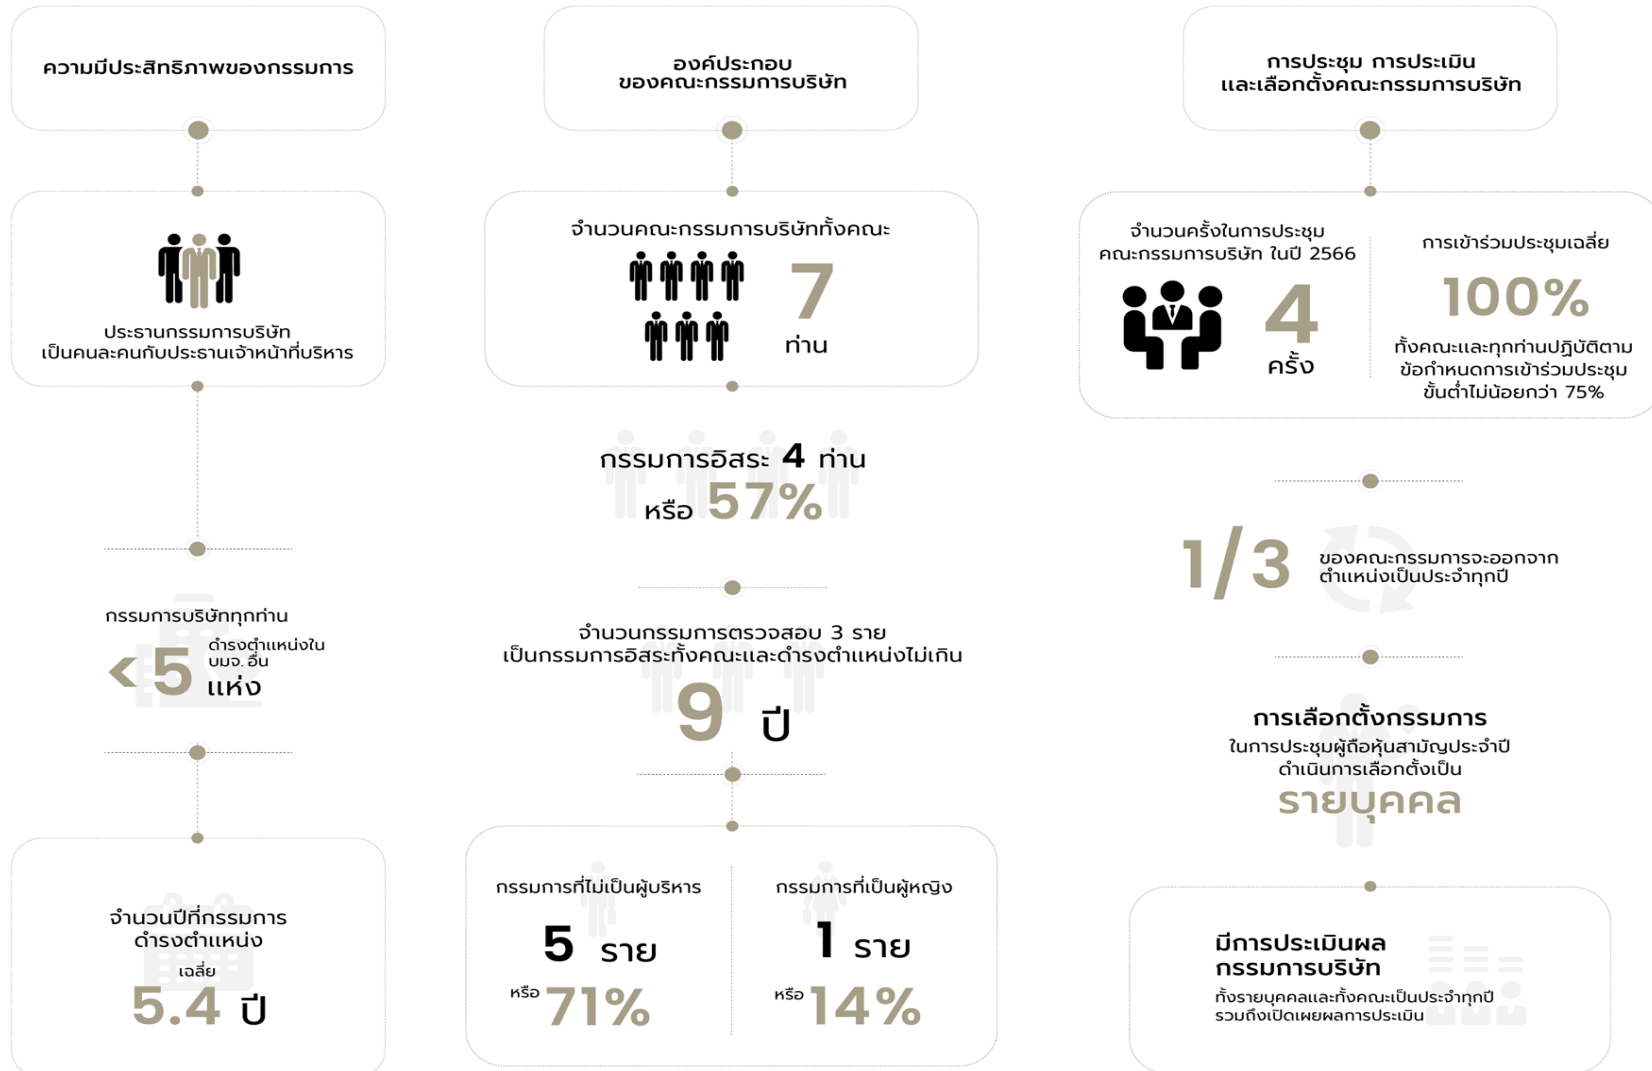 ความมีประสิทธิภาพของกรรมการ
ประธานกรรมการบริษัท
เป็นคนละคนกับประธานเจ้าหน้าที่บริหาร
กรรมการบริษัททุกท่าน
<5
ดำรงตำแหน่งใน
บมจ. อื่น
แห่ง
จำนวนปีที่กรรมการ
ดำรงตำแหน่ง
เฉลี่ย
5.4 ปี
องค์ประกอบ
ของคณะกรรมการบริษัท
จำนวนคณะกรรมการบริษัททั้งคณะ
7
ท่าน
กรรมการอิสระ 4 ท่าน
หรือ 57%
จำนวนกรรมการตรวจสอบ 3 ราย
เป็นกรรมการอิสระทั้งคณะและดำรงตำแหน่งไม่เกิน
9 ปี
กรรมการที่ไม่เป็นผู้บริหาร
5 ราย
หรือ 71%
กรรมการที่เป็นผู้หญิง
1 ราย
หรือ 14%
การประชุม การประเมิน
และเลือกตั้งคณะกรรมการบริษัท
จำนวนครั้งในการประชุม
คณะกรรมการบริษัท ในปี 2566
4
ครั้ง
การเข้าร่วมประชุมเฉลี่ย
100%
ทั้งคณะและทุกท่านปฏิบัติตาม
ข้อกำหนดการเข้าร่วมประชุม
ขั้นต่ำไม่น้อยกว่า 75%
1/3
ของคณะกรรมการจะออกจาก
ตำแหน่งเป็นประจำทุกปี
การเลือกตั้งกรรมการ
ในการประชุมผู้ถือหุ้นสามัญประจำปี
ดำเนินการเลือกตั้งเป็น
รายบุคคล
มีการประเมินผล
กรรมการบริษัท
ทั้งรายบุคคลและทั้งคณะเป็นประจำทุกปี
รวมถึงเปิดเผยผลการประเมิน